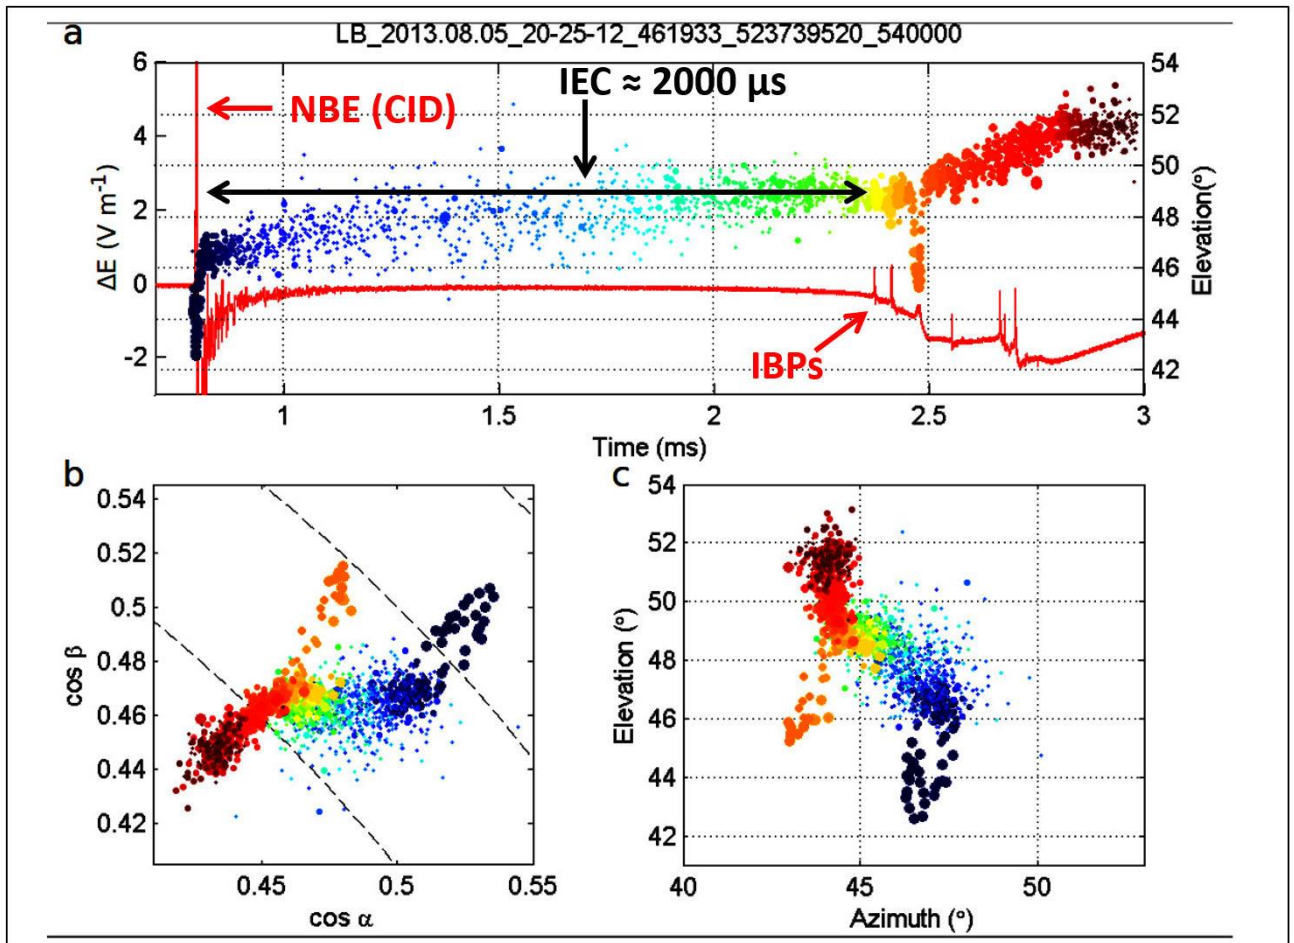 a
LB_2013.08.05_20-25-12_461933_523739520_540000
6
4
2
0
-2
ΔE (V m⁻¹)
NBE (CID)
IEC ≈ 2000 µs
IBPs
54
52
50
48
46
44
42
Elevation(°)
1
1.5
2
2.5
3
Time (ms)
b
0.54
0.52
0.5
0.48
0.46
0.44
0.42
cos β
0.45
0.5
0.55
cos α
c
54
52
50
48
46
44
42
Elevation (°)
40
45
50
Azimuth (°)